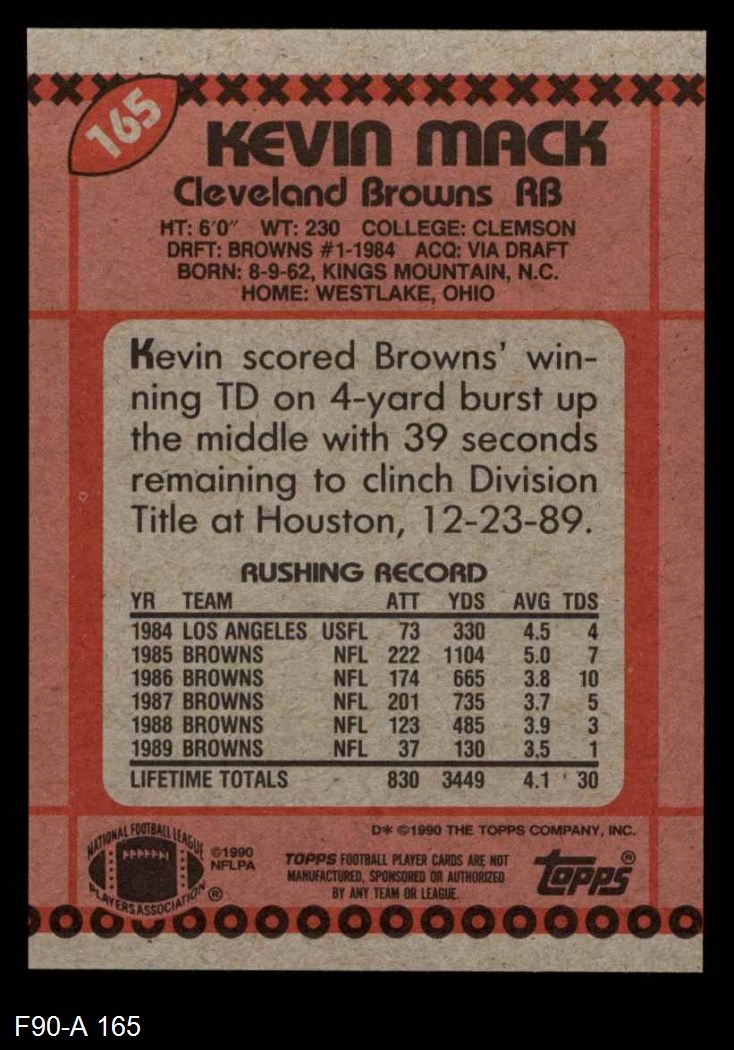 165
KEVIN MACK
Cleveland Browns RB
HT: 6'0" WT: 230 COLLEGE: CLEMSON
DRFT: BROWNS #1-1984 ACQ: VIA DRAFT
BORN: 8-9-62, KINGS MOUNTAIN, N.C.
HOME: WESTLAKE, OHIO
Kevin scored Browns' win-
ning TD on 4-yard burst up
the middle with 39 seconds
remaining to clinch Division
Title at Houston, 12-23-89.
RUSHING RECORD
YR TEAM ATT YDS AVG TDS
1984 LOS ANGELES USFL 73 330 4.5 4
1985 BROWNS NFL 222 1104 5.0 7
1986 BROWNS NFL 174 665 3.8 10
1987 BROWNS NFL 201 735 3.7 5
1988 BROWNS NFL 123 485 3.9 3
1989 BROWNS NFL 37 130 3.5 1
LIFETIME TOTALS 830 3449 4.1 30
D* ©1990 THE TOPPS COMPANY, INC.
NATIONAL FOOTBALL LEAGUE
PLAYERS ASSOCIATION ®
©1990
NFLPA
TOPPS FOOTBALL PLAYER CARDS ARE NOT
MANUFACTURED, SPONSORED OR AUTHORIZED
BY ANY TEAM OR LEAGUE.
topps®
F90-A 165